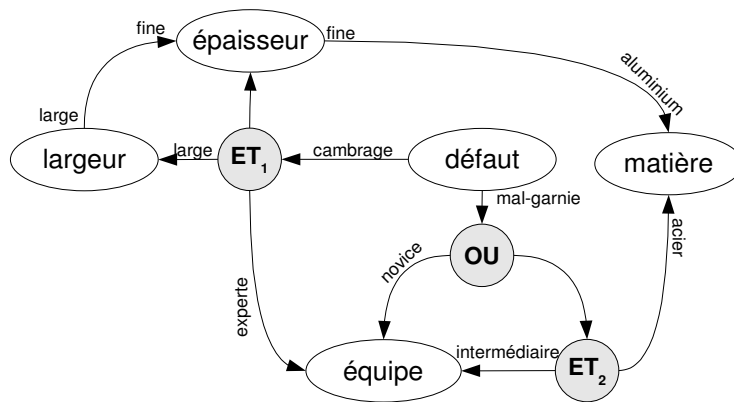 fine
épaisseur
fine
aluminium
large
largeur
large
ET1
cambrage
défaut
matière
mal-garnie
OU
novice
acier
experte
équipe
intermédiaire
ET2